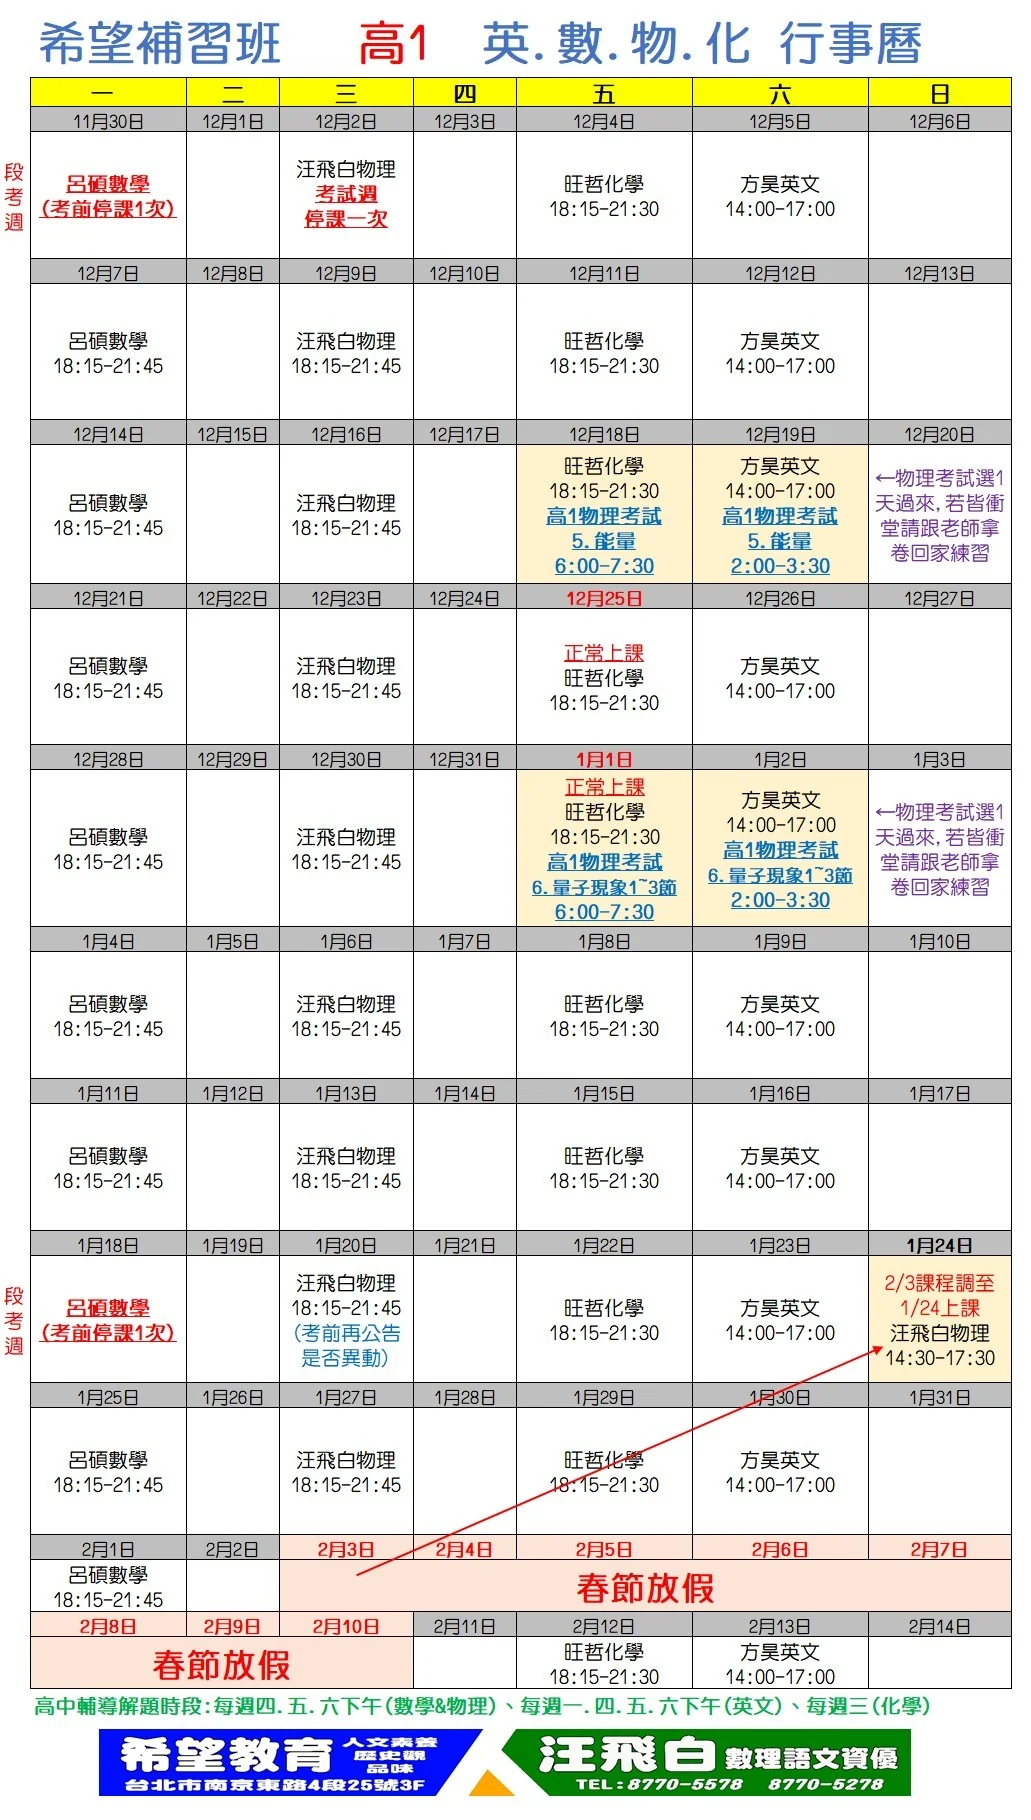 希望補習班 高1 英.數.物.化 行事曆
一 二 三 四 五 六 日
11月30日 12月1日 12月2日 12月3日 12月4日 12月5日 12月6日
段考週
呂碩數學
(考前停課1次)
汪飛白物理
考試週
停課一次
旺哲化學
18:15-21:30
方昊英文
14:00-17:00
12月7日 12月8日 12月9日 12月10日 12月11日 12月12日 12月13日
呂碩數學
18:15-21:45
汪飛白物理
18:15-21:45
旺哲化學
18:15-21:30
方昊英文
14:00-17:00
12月14日 12月15日 12月16日 12月17日 12月18日 12月19日 12月20日
呂碩數學
18:15-21:45
汪飛白物理
18:15-21:45
旺哲化學
18:15-21:30
高1物理考試
5.能量
6:00-7:30
方昊英文
14:00-17:00
高1物理考試
5.能量
2:00-3:30
←物理考試選1
天過來,若皆衝
堂請跟老師拿
卷回家練習
12月21日 12月22日 12月23日 12月24日 12月25日 12月26日 12月27日
呂碩數學
18:15-21:45
汪飛白物理
18:15-21:45
正常上課
旺哲化學
18:15-21:30
方昊英文
14:00-17:00
12月28日 12月29日 12月30日 12月31日 1月1日 1月2日 1月3日
呂碩數學
18:15-21:45
汪飛白物理
18:15-21:45
正常上課
旺哲化學
18:15-21:30
高1物理考試
6.量子現象1~3節
6:00-7:30
方昊英文
14:00-17:00
高1物理考試
6.量子現象1~3節
2:00-3:30
←物理考試選1
天過來,若皆衝
堂請跟老師拿
卷回家練習
1月4日 1月5日 1月6日 1月7日 1月8日 1月9日 1月10日
呂碩數學
18:15-21:45
汪飛白物理
18:15-21:45
旺哲化學
18:15-21:30
方昊英文
14:00-17:00
1月11日 1月12日 1月13日 1月14日 1月15日 1月16日 1月17日
呂碩數學
18:15-21:45
汪飛白物理
18:15-21:45
旺哲化學
18:15-21:30
方昊英文
14:00-17:00
1月18日 1月19日 1月20日 1月21日 1月22日 1月23日 1月24日
段考週
呂碩數學
(考前停課1次)
汪飛白物理
18:15-21:45
(考前再公告
是否異動)
旺哲化學
18:15-21:30
方昊英文
14:00-17:00
2/3課程調至
1/24上課
汪飛白物理
14:30-17:30
1月25日 1月26日 1月27日 1月28日 1月29日 1月30日 1月31日
呂碩數學
18:15-21:45
汪飛白物理
18:15-21:45
旺哲化學
18:15-21:30
方昊英文
14:00-17:00
2月1日 2月2日 2月3日 2月4日 2月5日 2月6日 2月7日
呂碩數學
18:15-21:45
春節放假
2月8日 2月9日 2月10日 2月11日 2月12日 2月13日 2月14日
春節放假
旺哲化學
18:15-21:30
方昊英文
14:00-17:00
高中輔導解題時段:每週四.五.六下午(數學&物理)、每週一.四.五.六下午(英文)、每週三(化學)
希望教育
人文素養
歷史觀
品味
台北市南京東路4段25號3F
汪飛白 數理語文資優
TEL:8770-5578 8770-5278